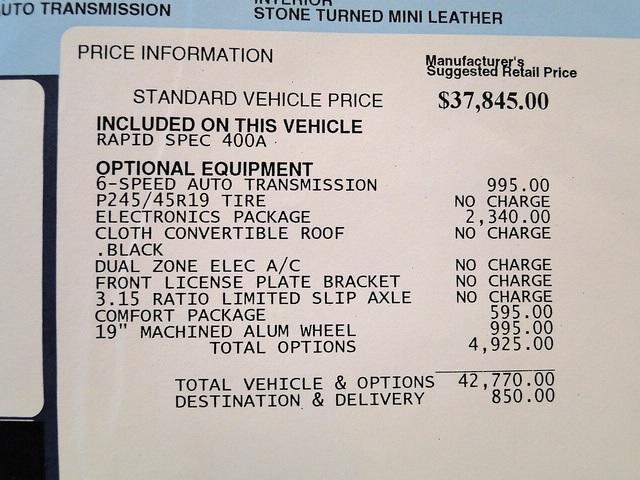 UTO TRANSMISSION
INTERIOR
STONE TURNED MINI LEATHER
PRICE INFORMATION
Manufacturer's
Suggested Retail Price
STANDARD VEHICLE PRICE $37,845.00
INCLUDED ON THIS VEHICLE
RAPID SPEC 400A
OPTIONAL EQUIPMENT
6-SPEED AUTO TRANSMISSION 995.00
P245/45R19 TIRE NO CHARGE
ELECTRONICS PACKAGE 2,340.00
CLOTH CONVERTIBLE ROOF NO CHARGE
.BLACK
DUAL ZONE ELEC A/C NO CHARGE
FRONT LICENSE PLATE BRACKET NO CHARGE
3.15 RATIO LIMITED SLIP AXLE NO CHARGE
COMFORT PACKAGE 595.00
19" MACHINED ALUM WHEEL 995.00
TOTAL OPTIONS 4,925.00
TOTAL VEHICLE & OPTIONS 42,770.00
DESTINATION & DELIVERY 850.00